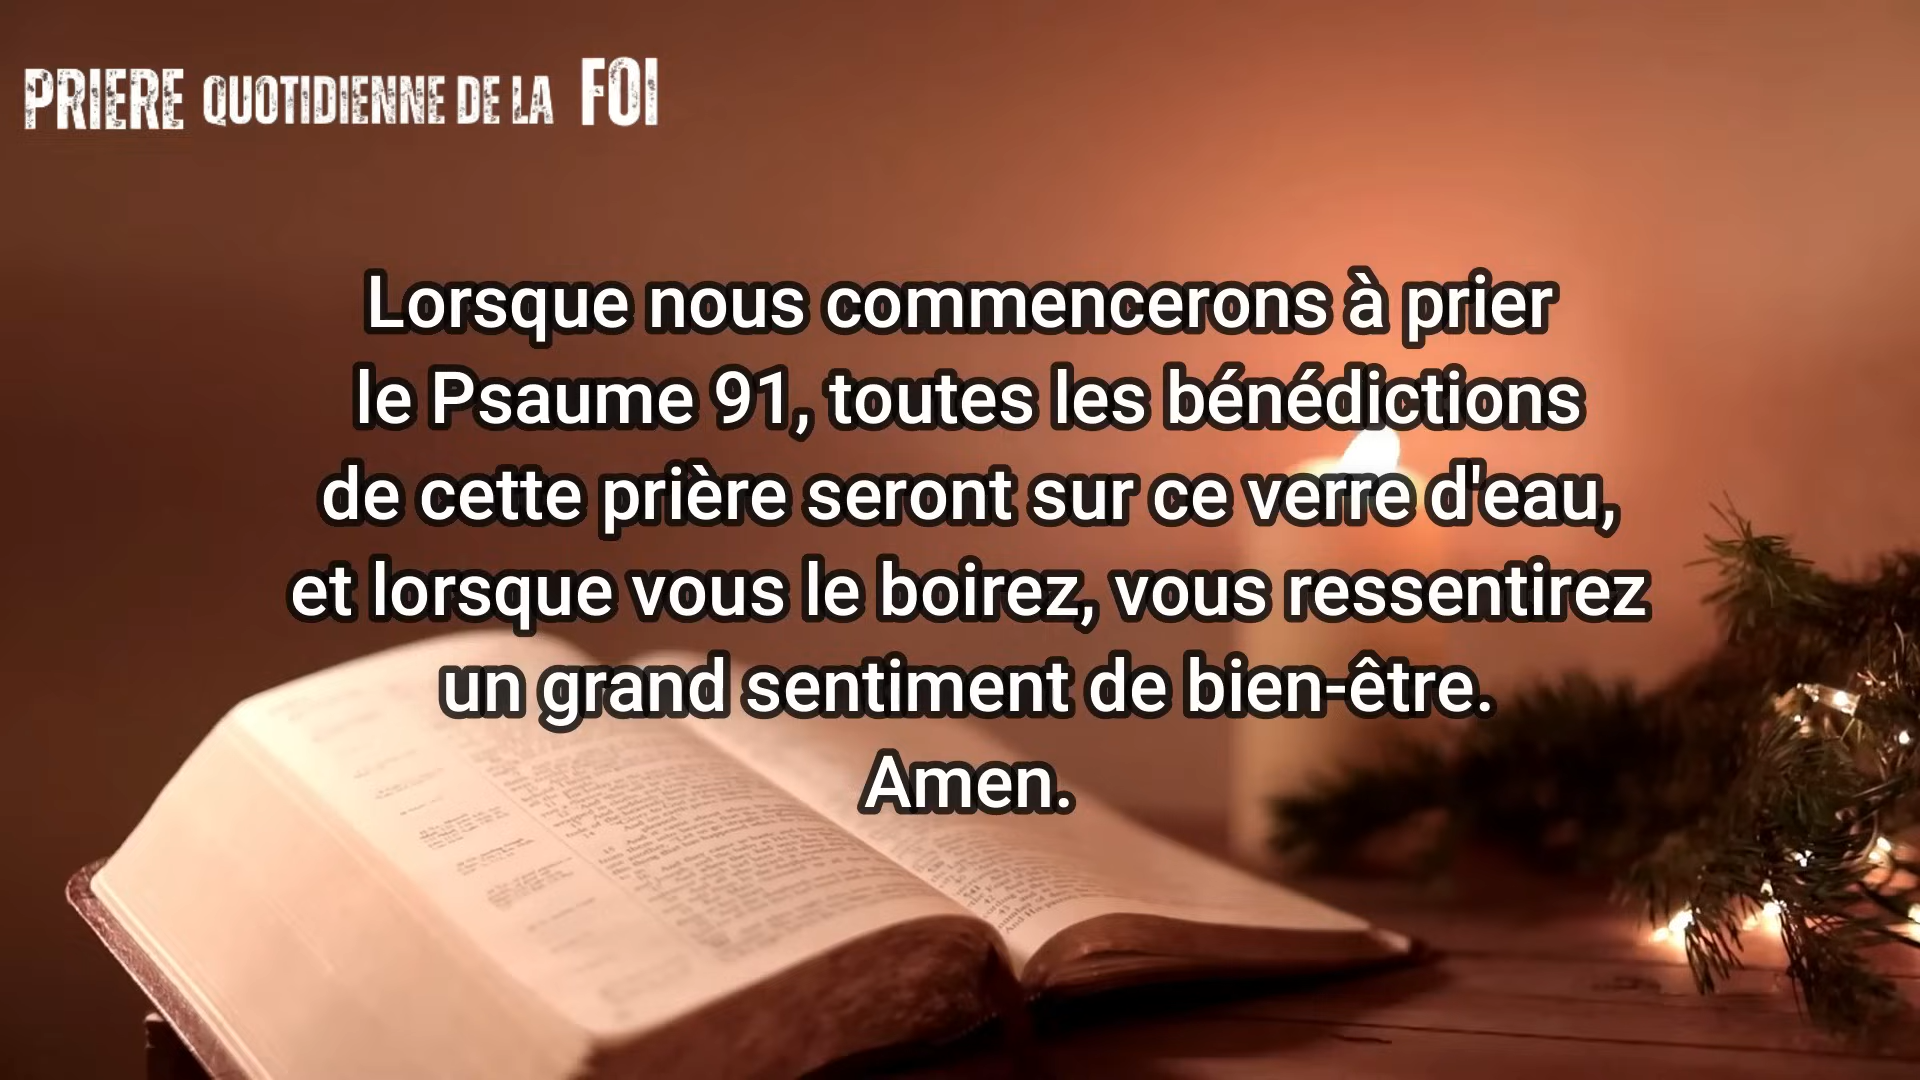 PRIERE QUOTIDIENNE DE LA FOI
Lorsque nous commencerons à prier
le Psaume 91, toutes les bénédictions
de cette prière seront sur ce verre d'eau,
et lorsque vous le boirez, vous ressentirez
un grand sentiment de bien-être.
Amen.